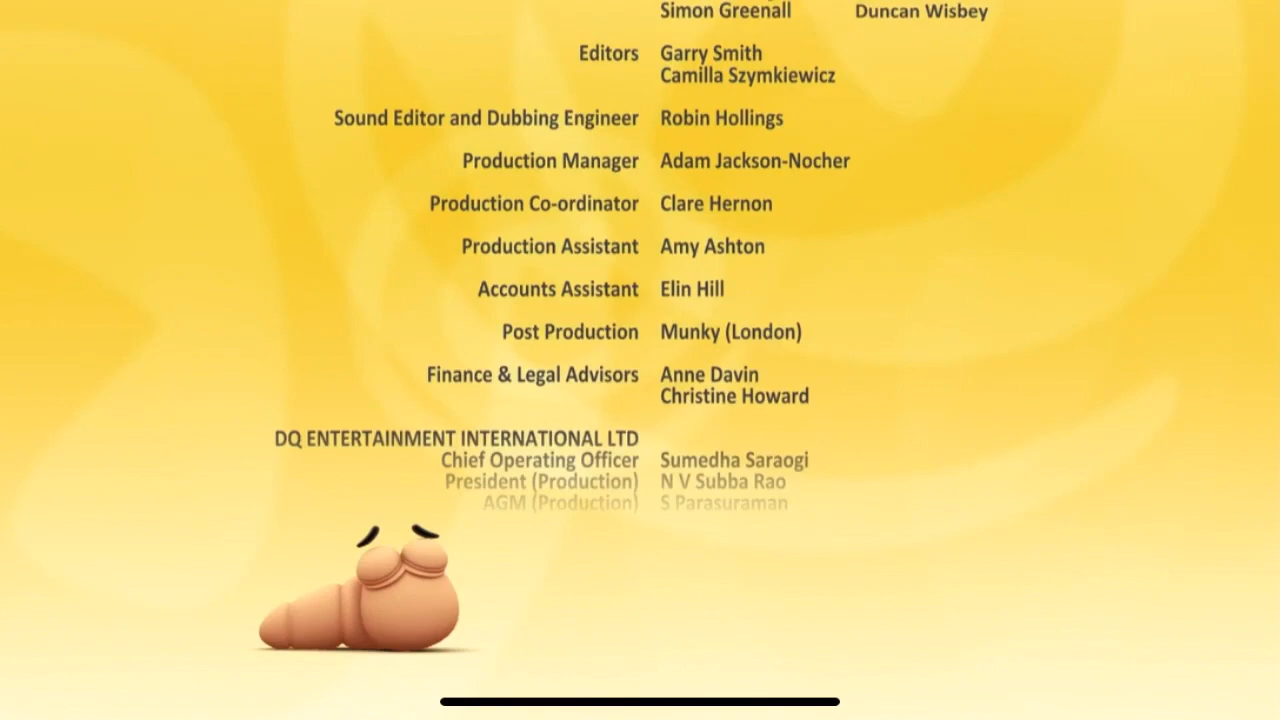 Simon Greenall Duncan Wisbey
Editors Garry Smith
Camilla Szymkiewicz
Sound Editor and Dubbing Engineer Robin Hollings
Production Manager Adam Jackson-Nocher
Production Co-ordinator Clare Hernon
Production Assistant Amy Ashton
Accounts Assistant Elin Hill
Post Production Munky (London)
Finance & Legal Advisors Anne Davin
Christine Howard
DQ ENTERTAINMENT INTERNATIONAL LTD
Chief Operating Officer Sumedha Saraogi
President (Production) N V Subba Rao
AGM (Production) S Parasuraman